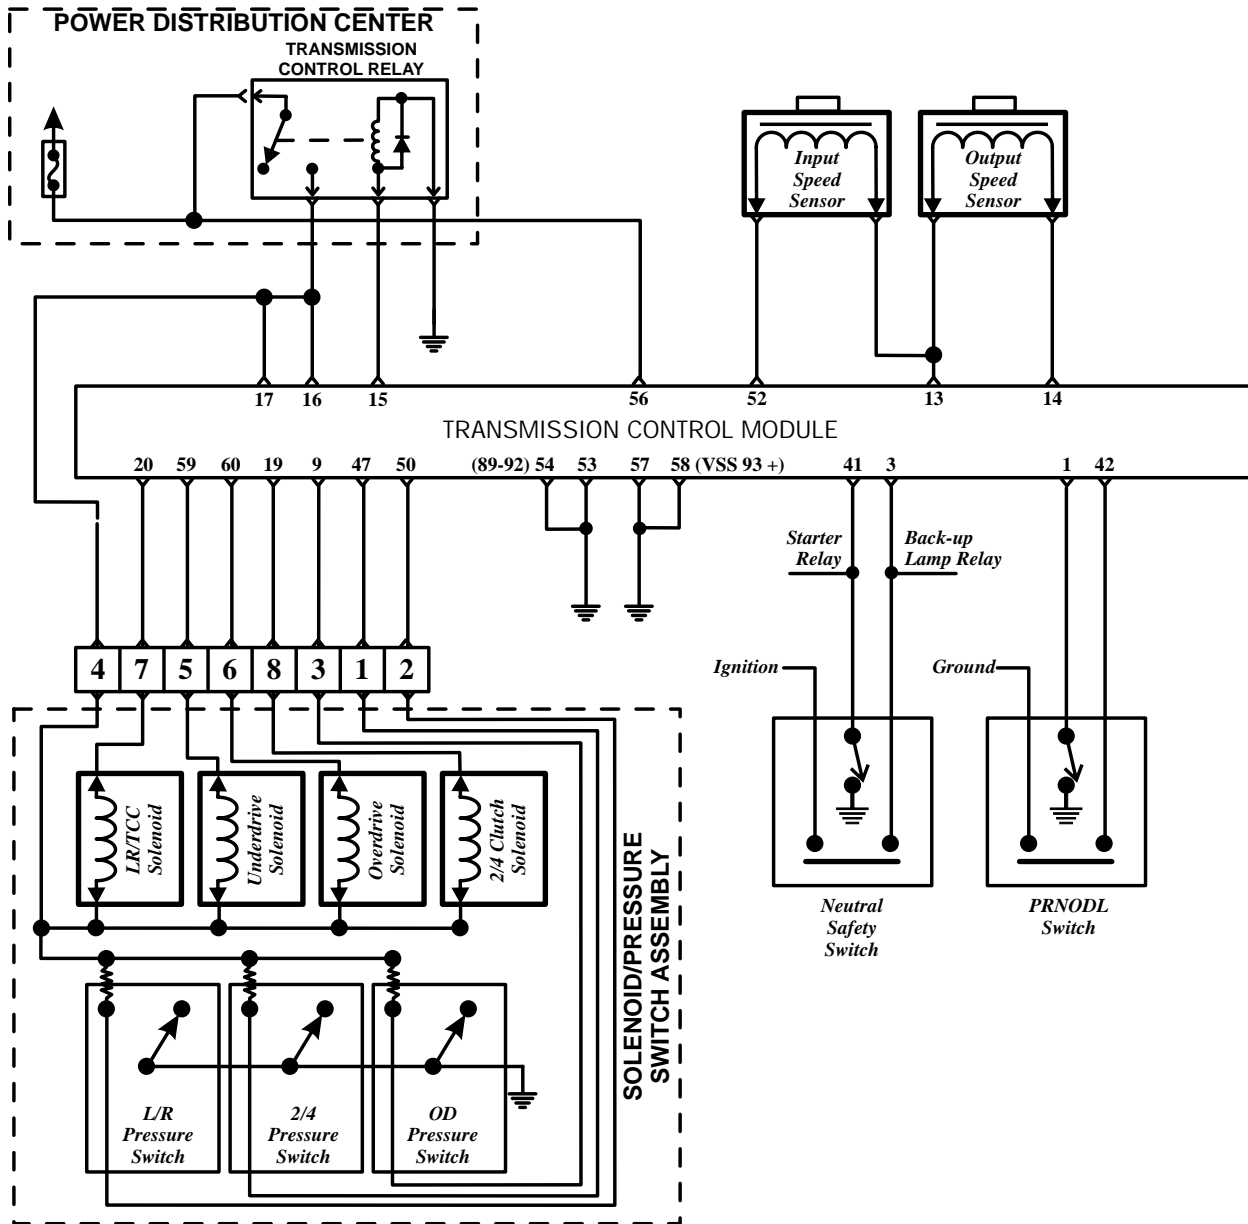 POWER DISTRIBUTION CENTER
TRANSMISSION
CONTROL RELAY
Input
Speed
Sensor
Output
Speed
Sensor
17 16 15 56 52 13 14
TRANSMISSION CONTROL MODULE
20 59 60 19 9 47 50 (89-92) 54 53 57 58 (VSS 93 +) 41 3 1 42
Starter
Relay
Back-up
Lamp Relay
4 7 5 6 8 3 1 2
Ignition
Ground
LR/TCC
Solenoid
Underdrive
Solenoid
Overdrive
Solenoid
2/4 Clutch
Solenoid
SOLENOID/PRESSURE
SWITCH ASSEMBLY
Neutral
Safety
Switch
PRNODL
Switch
L/R
Pressure
Switch
2/4
Pressure
Switch
OD
Pressure
Switch